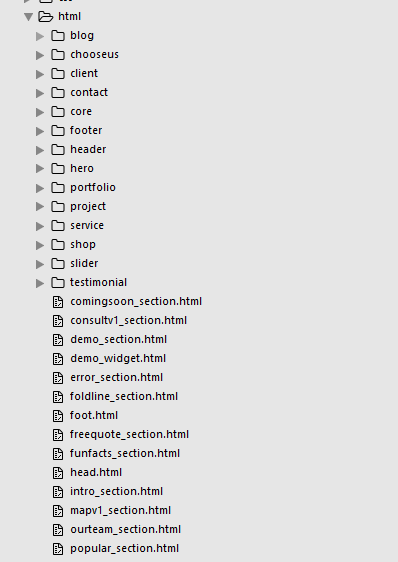 html
blog
chooseus
client
contact
core
footer
header
hero
portfolio
project
service
shop
slider
testimonial
comingsoon_section.html
consultv1_section.html
demo_section.html
demo_widget.html
error_section.html
foldline_section.html
foot.html
freequote_section.html
funfacts_section.html
head.html
intro_section.html
mapv1_section.html
ourteam_section.html
popular_section.html